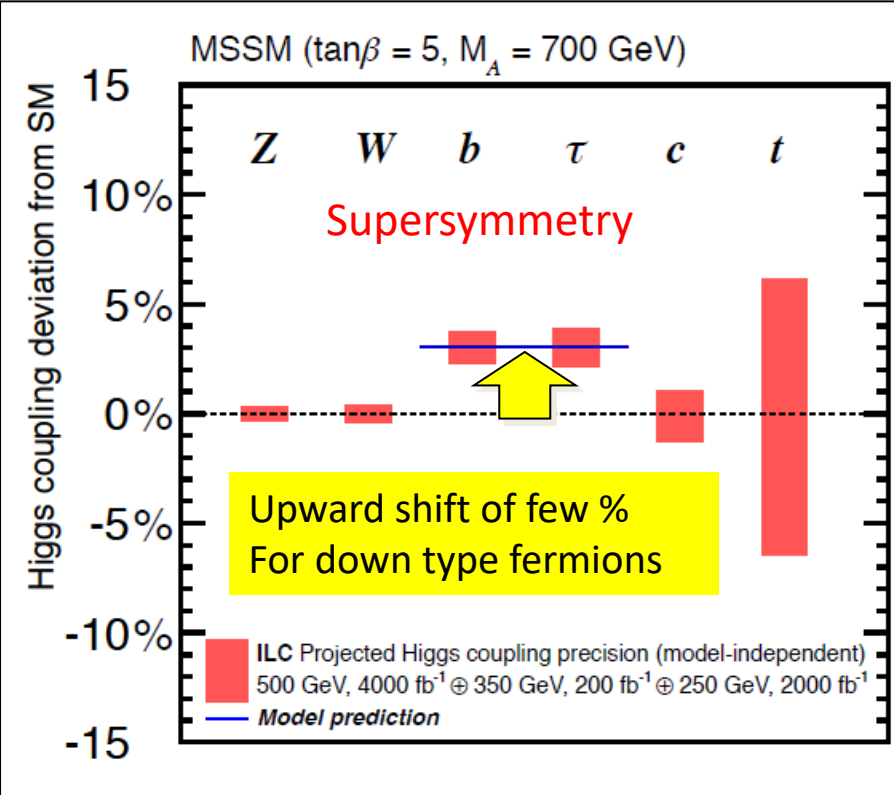 MSSM (tanβ = 5, M_A = 700 GeV)
Higgs coupling deviation from SM
15
Z W b τ c t
10%
Supersymmetry
5%
0%
Upward shift of few %
For down type fermions
-5%
-10%
ILC Projected Higgs coupling precision (model-independent)
500 GeV, 4000 fb⁻¹ ⊕ 350 GeV, 200 fb⁻¹ ⊕ 250 GeV, 2000 fb⁻¹
Model prediction
-15